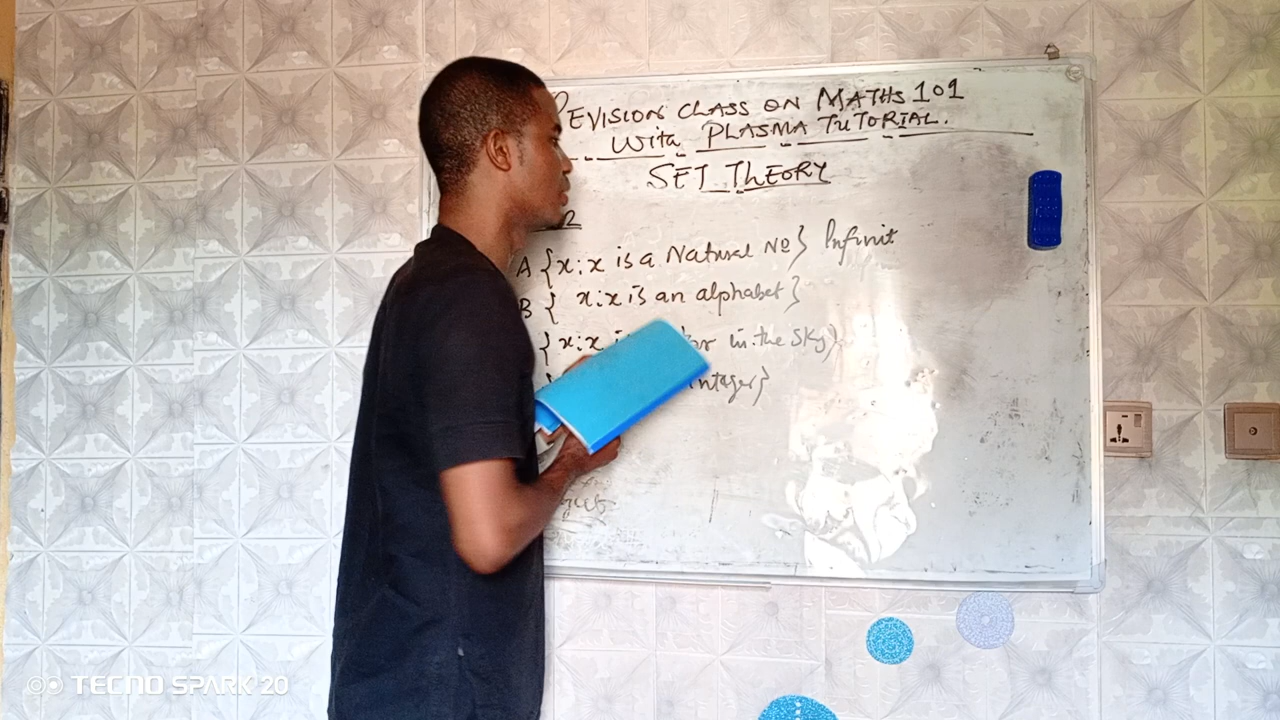 REVISION CLASS ON MATHS 101
With PLASMA TUTORIAL.
SET THEORY
2
A {x:x is a Natural No} Infinit
B { x:x is an alphabet}
{x:x in the sky}
integer}
TECNO SPARK 20